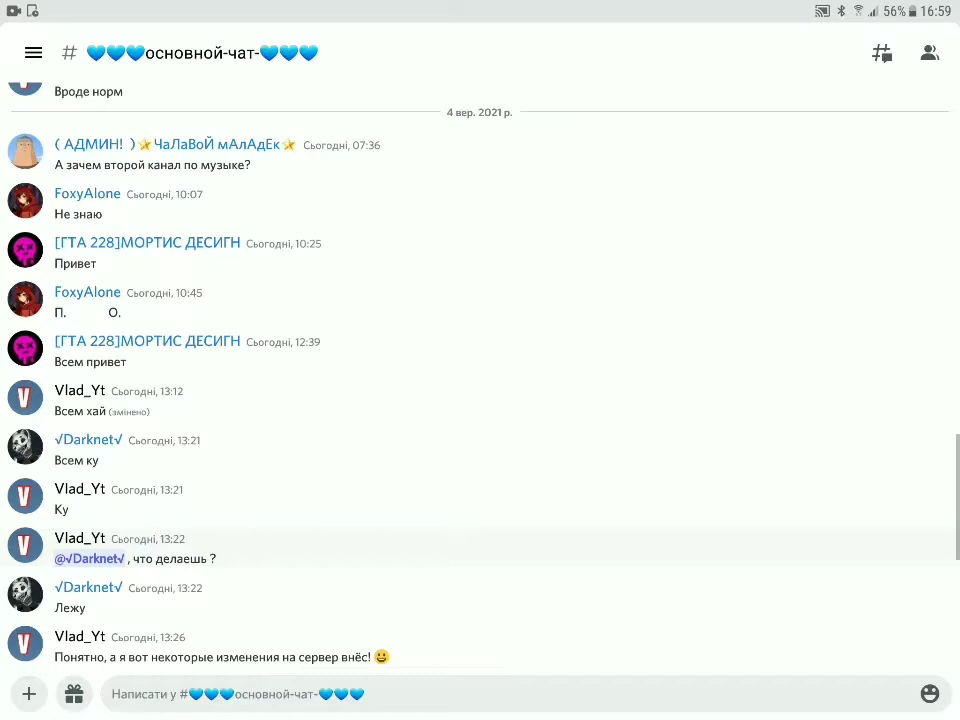 56% 16:59
# 💙💙💙основной-чат-💙💙💙
Вроде норм
4 вер. 2021 р.
( АДМИН! )⭐ЧаЛаВоЙ мАлАдЕк⭐ Сьогодні, 07:36
А зачем второй канал по музыке?
FoxyAlone Сьогодні, 10:07
Не знаю
[ГТА 228]МОРТИС ДЕСИГН Сьогодні, 10:25
Привет
FoxyAlone Сьогодні, 10:45
П. О.
[ГТА 228]МОРТИС ДЕСИГН Сьогодні, 12:39
Всем привет
Vlad_Yt Сьогодні, 13:12
Всем хай (змінено)
√Darknet√ Сьогодні, 13:21
Всем ку
Vlad_Yt Сьогодні, 13:21
Ку
Vlad_Yt Сьогодні, 13:22
@√Darknet√ , что делаешь ?
√Darknet√ Сьогодні, 13:22
Лежу
Vlad_Yt Сьогодні, 13:26
Понятно, а я вот некоторые изменения на сервер внёс! 😀
Написати у #💙💙💙основной-чат-💙💙💙